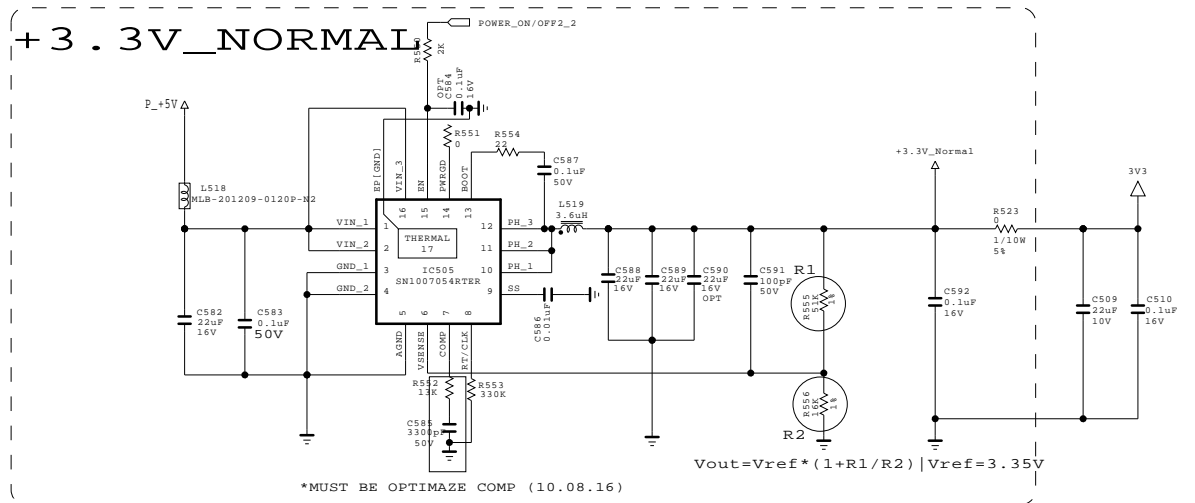 +3.3V_NORMAL
POWER_ON/OFF2_2
2K
OPT
C584
0.1uF
16V
P_+5V
R551
0
R554
22
C587
0.1uF
50V
+3.3V_Normal
3V3
L518
MLB-201209-0120P-N2
EP[GND]
VIN_3
EN
PWRGD
BOOT
16
15
14
13
L519
3.6uH
R523
0
1/10W
5%
VIN_1
1
VIN_2
2
GND_1
3
GND_2
4
THERMAL
17
IC505
SN1007054RTER
12
PH_3
11
PH_2
10
PH_1
9
SS
C588
22uF
16V
C589
22uF
16V
C590
22uF
16V
OPT
C591
100pF
50V
R1
R555
51K
1%
C592
0.1uF
16V
C509
22uF
10V
C510
0.1uF
16V
C582
22uF
16V
C583
0.1uF
50V
C586
0.01uF
5
6
7
8
AGND
VSENSE
COMP
RT/CLK
R552
13K
R553
330K
C585
3300pF
50V
R556
16K
1%
R2
Vout=Vref*(1+R1/R2)|Vref=3.35V
*MUST BE OPTIMAZE COMP (10.08.16)